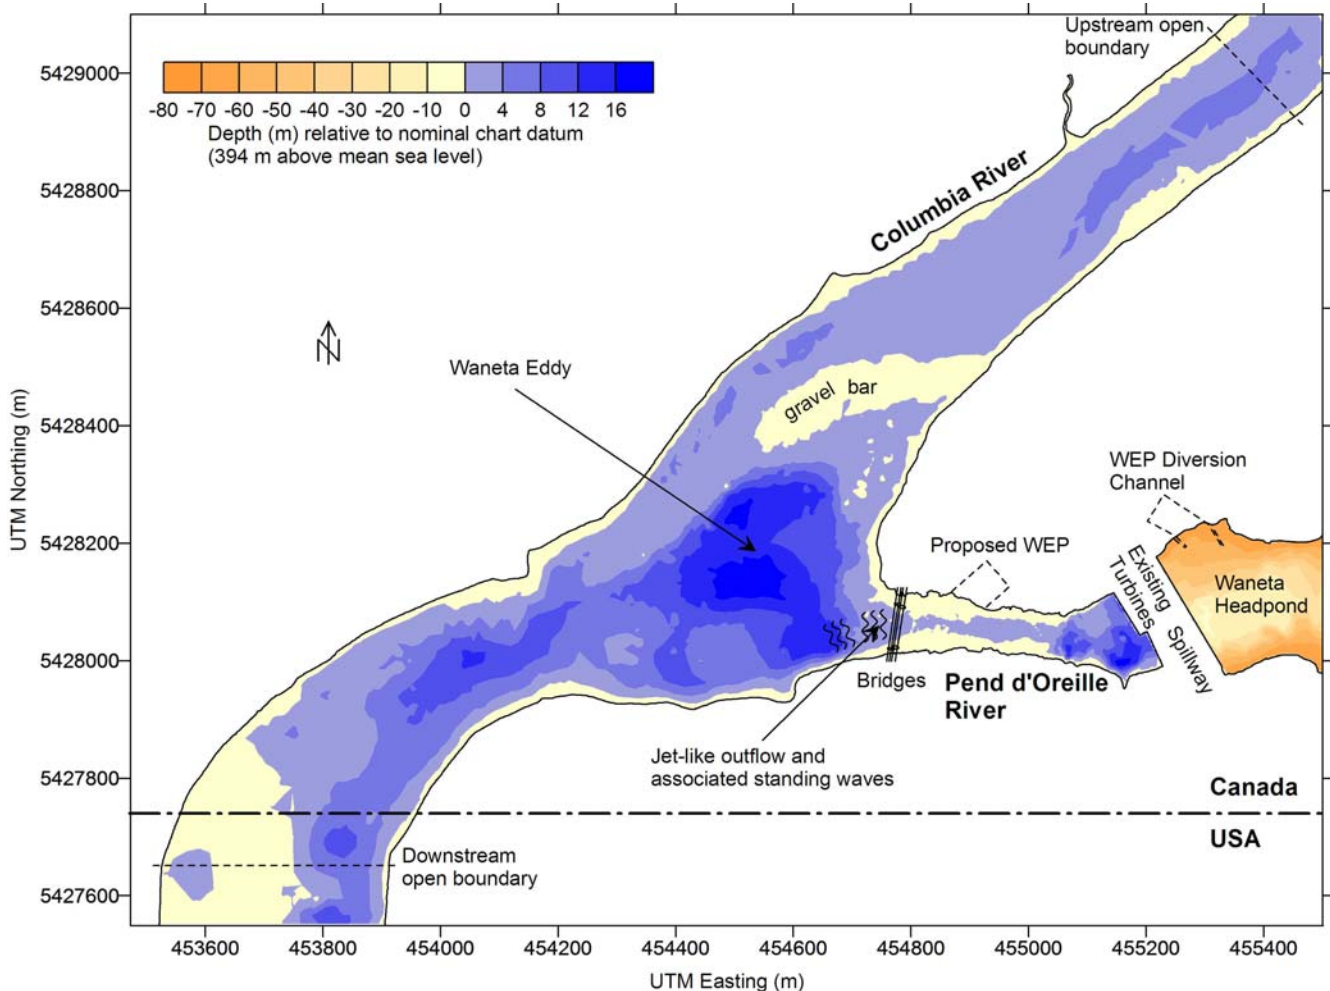 Upstream open
boundary
5429000
-80 -70 -60 -50 -40 -30 -20 -10 0 4 8 12 16
Depth (m) relative to nominal chart datum
(394 m above mean sea level)
Columbia River
5428800
5428600
N
Waneta Eddy
gravel bar
5428400
UTM Northing (m)
WEP Diversion
Channel
5428200
Proposed WEP
Existing
Turbines
Spillway
Waneta
Headpond
5428000
Bridges
Pend d'Oreille
River
Jet-like outflow and
associated standing waves
5427800
Canada
USA
Downstream
open boundary
5427600
453600 453800 454000 454200 454400 454600 454800 455000 455200 455400
UTM Easting (m)